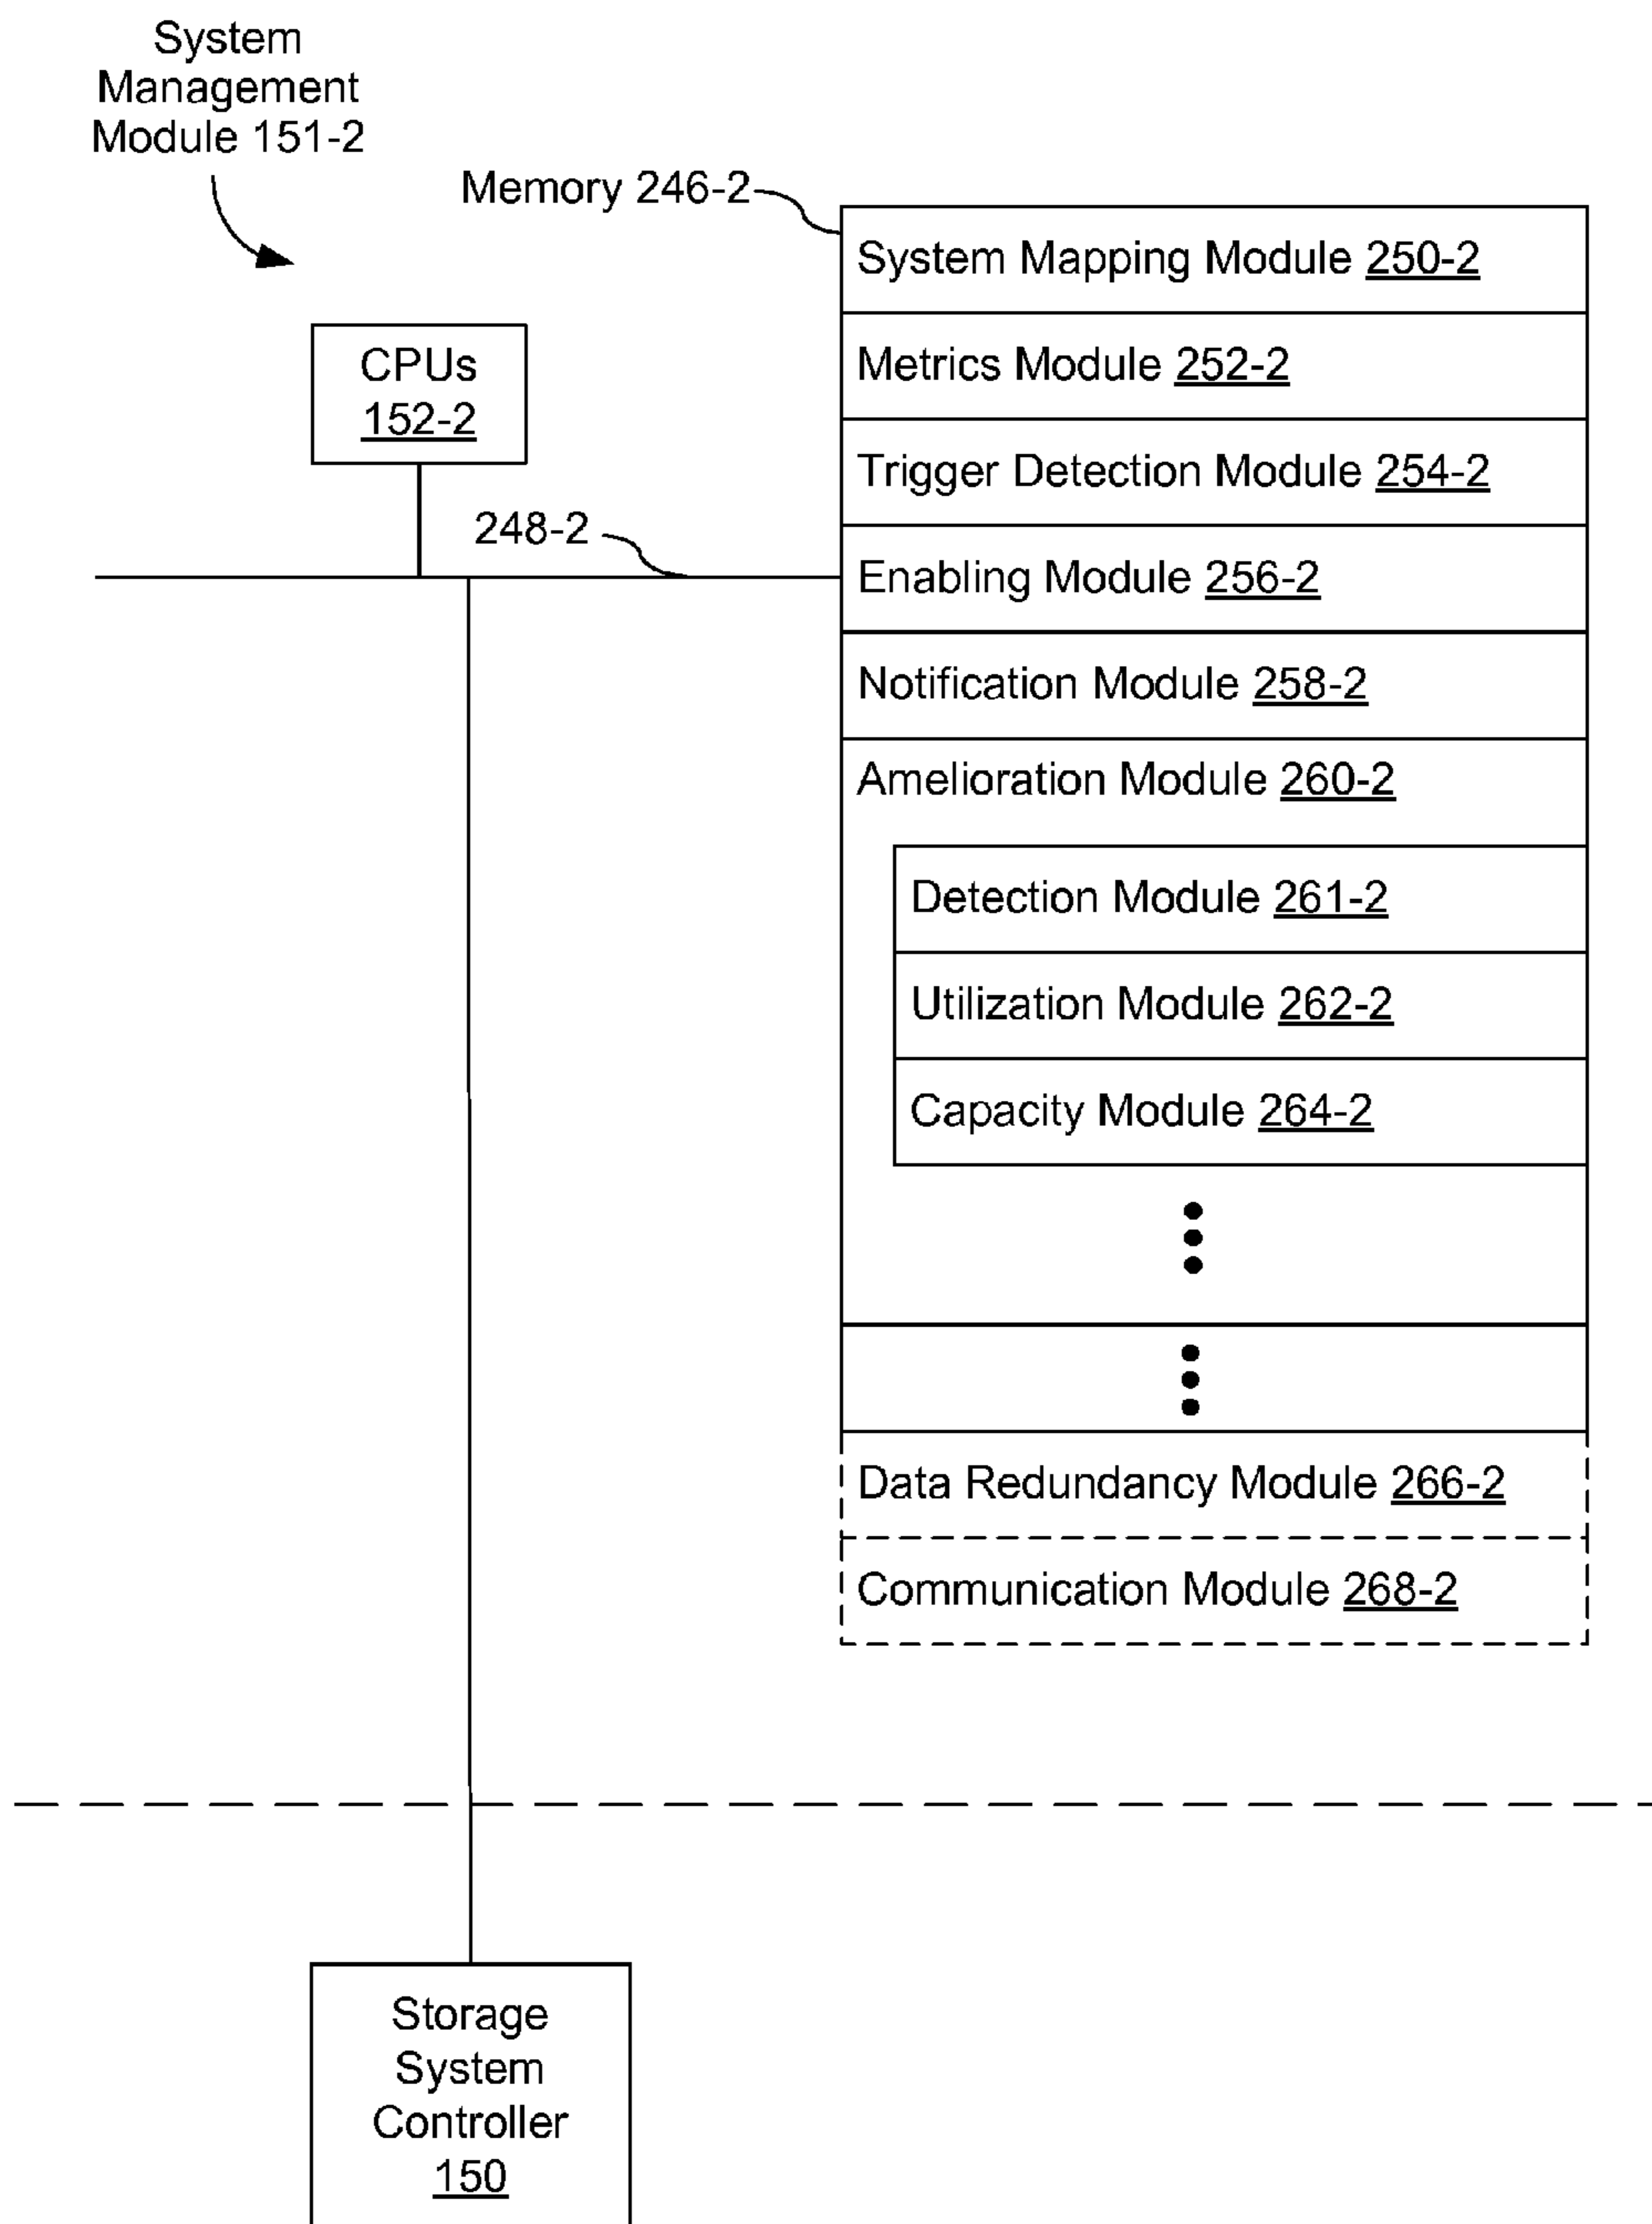 System
Management
Module 151-2
Memory 246-2
System Mapping Module 250-2
CPUs
152-2
Metrics Module 252-2
Trigger Detection Module 254-2
248-2
Enabling Module 256-2
Notification Module 258-2
Amelioration Module 260-2
Detection Module 261-2
Utilization Module 262-2
Capacity Module 264-2
Data Redundancy Module 266-2
Communication Module 268-2
Storage
System
Controller
150